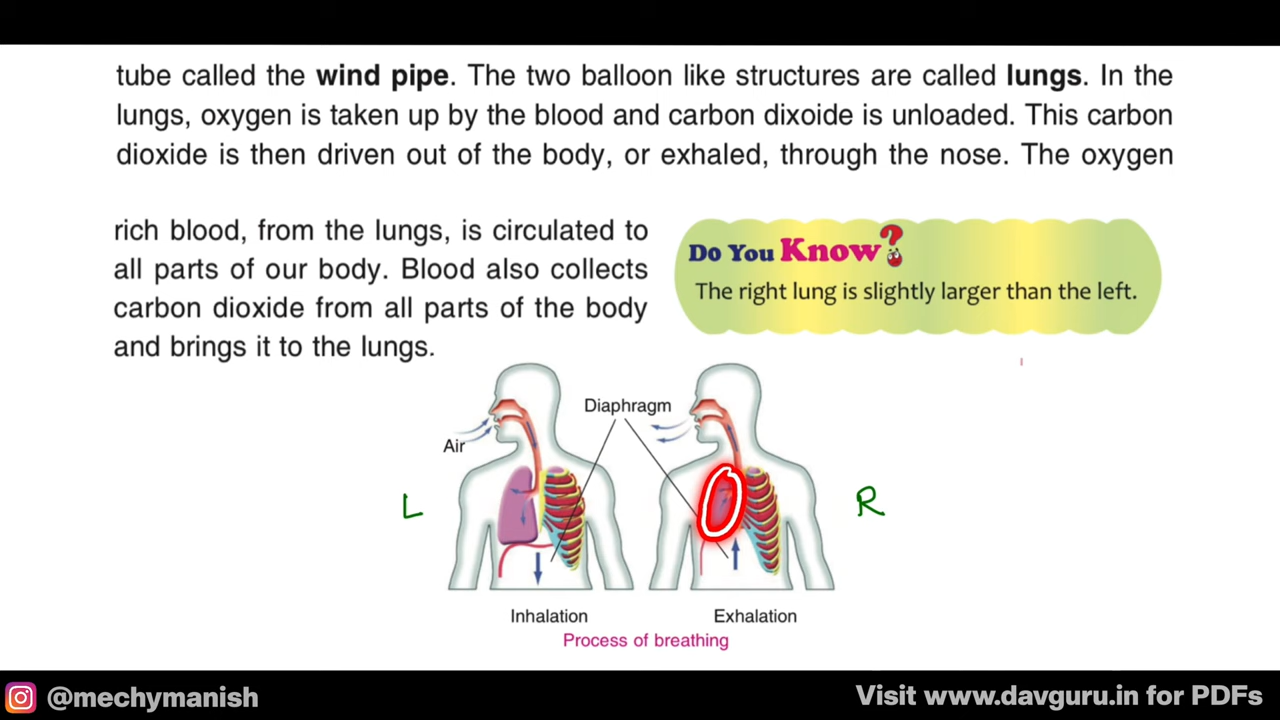 tube called the wind pipe. The two balloon like structures are called lungs. In the
lungs, oxygen is taken up by the blood and carbon dixoide is unloaded. This carbon
dioxide is then driven out of the body, or exhaled, through the nose. The oxygen
rich blood, from the lungs, is circulated to
all parts of our body. Blood also collects
carbon dioxide from all parts of the body
and brings it to the lungs.
Do You Know?
The right lung is slightly larger than the left.
Diaphragm
Air
L
R
Inhalation
Exhalation
Process of breathing
@mechymanish
Visit www.davguru.in for PDFs